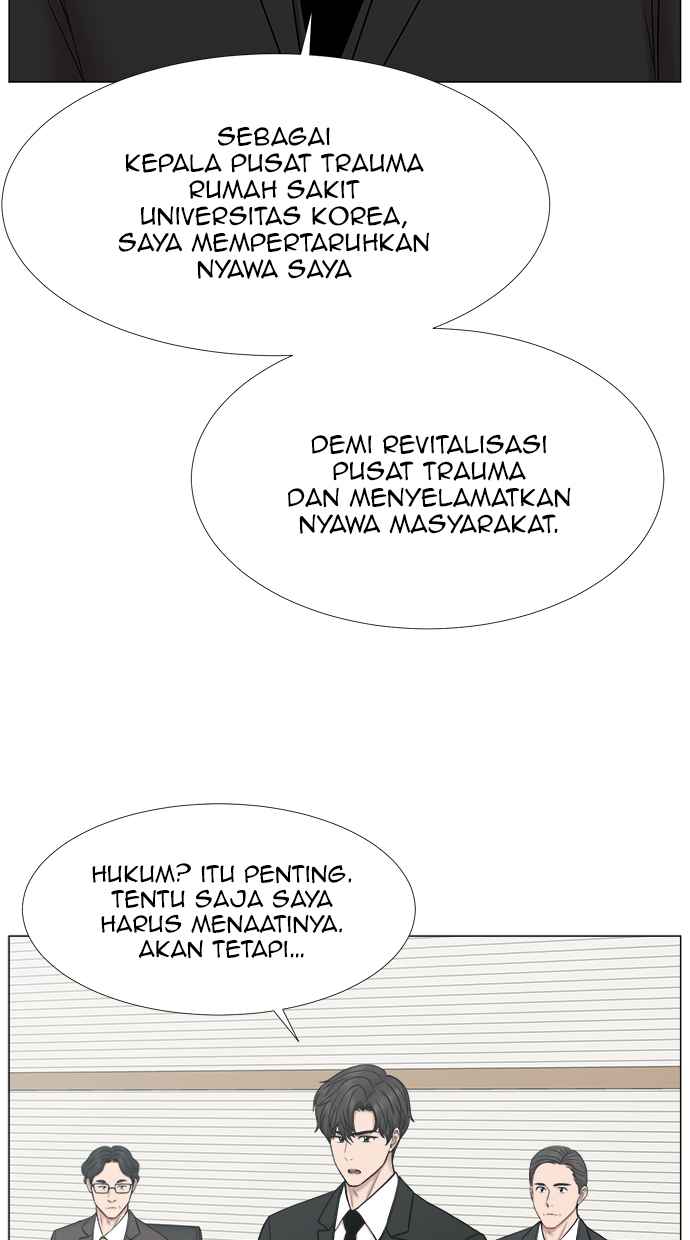 SEBAGAI
KEPALA PUSAT TRAUMA
RUMAH SAKIT
UNIVERSITAS KOREA,
SAYA MEMPERTARUHKAN
NYAWA SAYA
DEMI REVITALISASI
PUSAT TRAUMA
DAN MENYELAMATKAN
NYAWA MASYARAKAT.
HUKUM? ITU PENTING.
TENTU SAJA SAYA
HARUS MENAATINYA.
AKAN TETAPI...